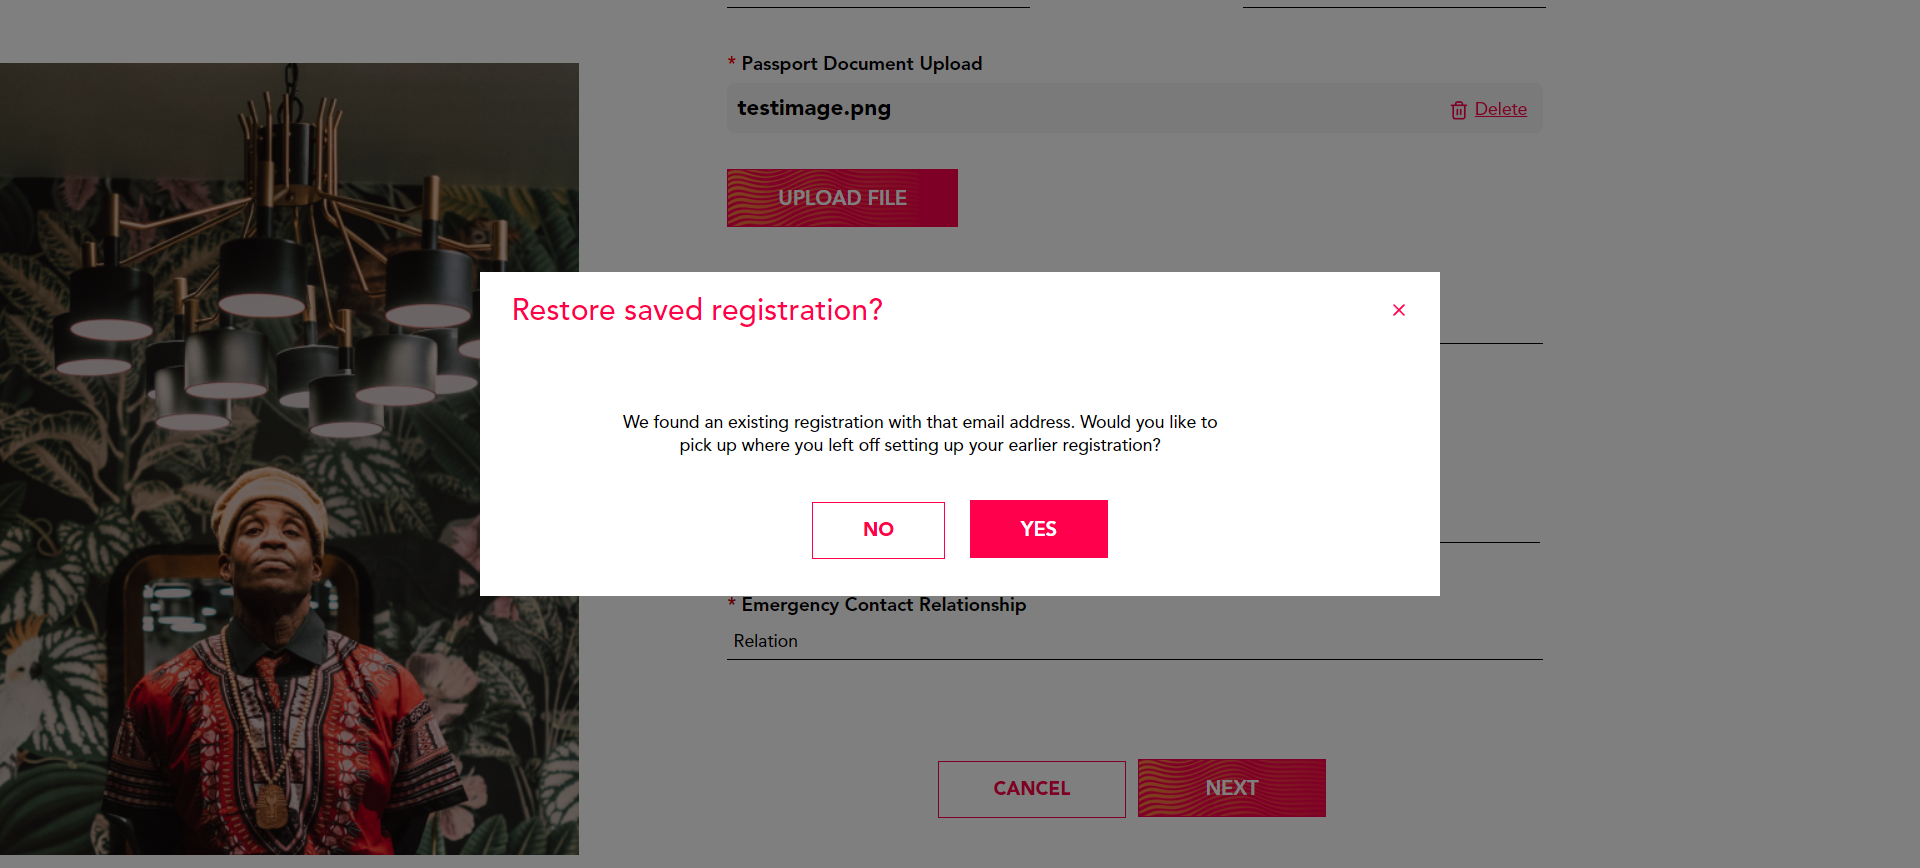 * Passport Document Upload
testimage.png
Delete
UPLOAD FILE
Restore saved registration?
×
We found an existing registration with that email address. Would you like to
pick up where you left off setting up your earlier registration?
NO
YES
* Emergency Contact Relationship
Relation
CANCEL
NEXT